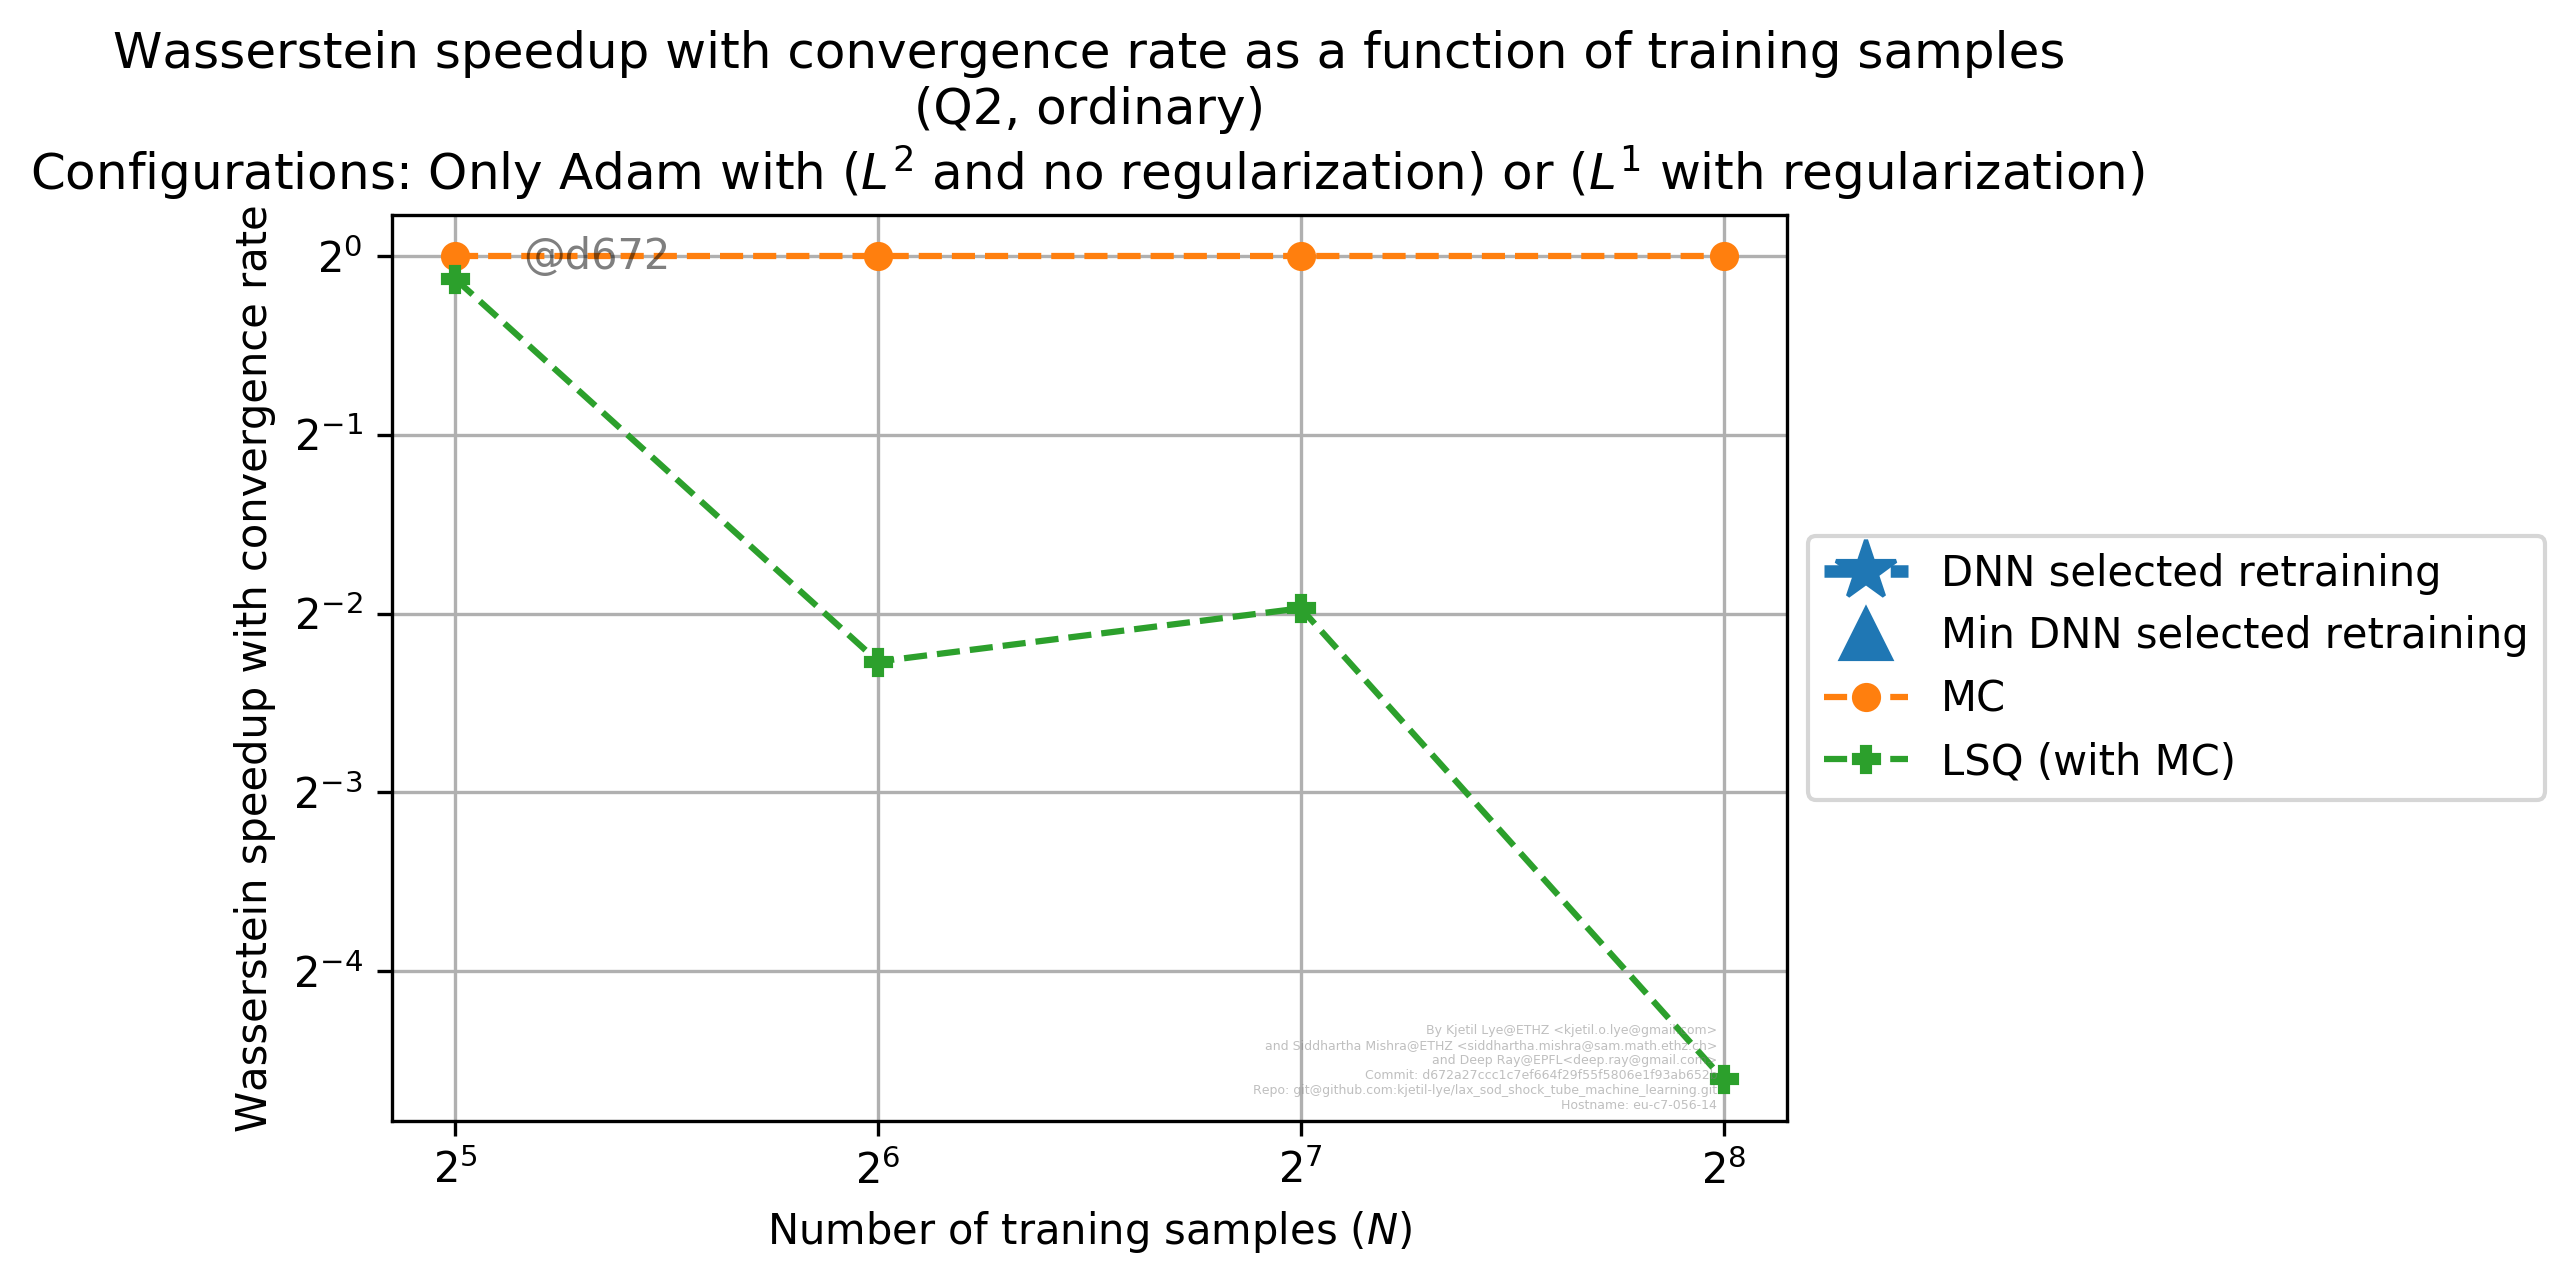 Wasserstein speedup with convergence rate as a function of training samples
(Q2, ordinary)
Configurations: Only Adam with (L² and no regularization) or (L¹ with regularization)
Wasserstein speedup with convergence rate
2⁰
2⁻¹
2⁻²
2⁻³
2⁻⁴
@d672
DNN selected retraining
Min DNN selected retraining
MC
LSQ (with MC)
By Kjetil Lye@ETHZ <kjetil.o.lye@gmail.com>
and Siddhartha Mishra@ETHZ <siddhartha.mishra@sam.math.ethz.ch>
and Deep Ray@EPFL<deep.ray@gmail.com>
Commit:
Repo: git@github.com:kjetil-lye/lax_sod_shock_tube_machine_learning.git
Hostname: eu-c7-056-14
2⁵
2⁶
2⁷
2⁸
Number of traning samples (N)